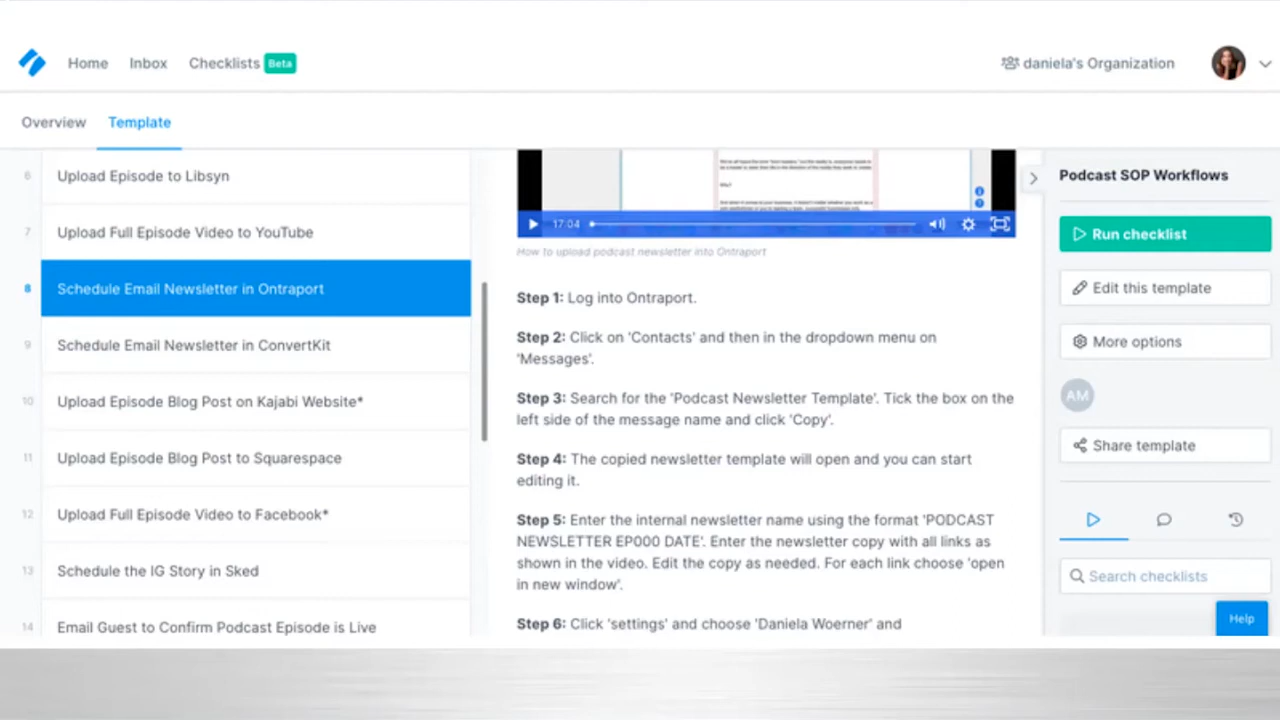 Home Inbox Checklists Beta
daniela's Organization
Overview Template
6 Upload Episode to Libsyn
7 Upload Full Episode Video to YouTube
8 Schedule Email Newsletter in Ontraport
9 Schedule Email Newsletter in ConvertKit
10 Upload Episode Blog Post on Kajabi Website*
11 Upload Episode Blog Post to Squarespace
12 Upload Full Episode Video to Facebook*
13 Schedule the IG Story in Sked
14 Email Guest to Confirm Podcast Episode is Live
17:04
How to upload podcast newsletter into Ontraport
Step 1: Log into Ontraport.
Step 2: Click on 'Contacts' and then in the dropdown menu on
'Messages'.
Step 3: Search for the 'Podcast Newsletter Template'. Tick the box on the
left side of the message name and click 'Copy'.
Step 4: The copied newsletter template will open and you can start
editing it.
Step 5: Enter the internal newsletter name using the format 'PODCAST
NEWSLETTER EP000 DATE'. Enter the newsletter copy with all links as
shown in the video. Edit the copy as needed. For each link choose 'open
in new window'.
Step 6: Click 'settings' and choose 'Daniela Woerner' and
Podcast SOP Workflows
Run checklist
Edit this template
More options
AM
Share template
Search checklists
Help